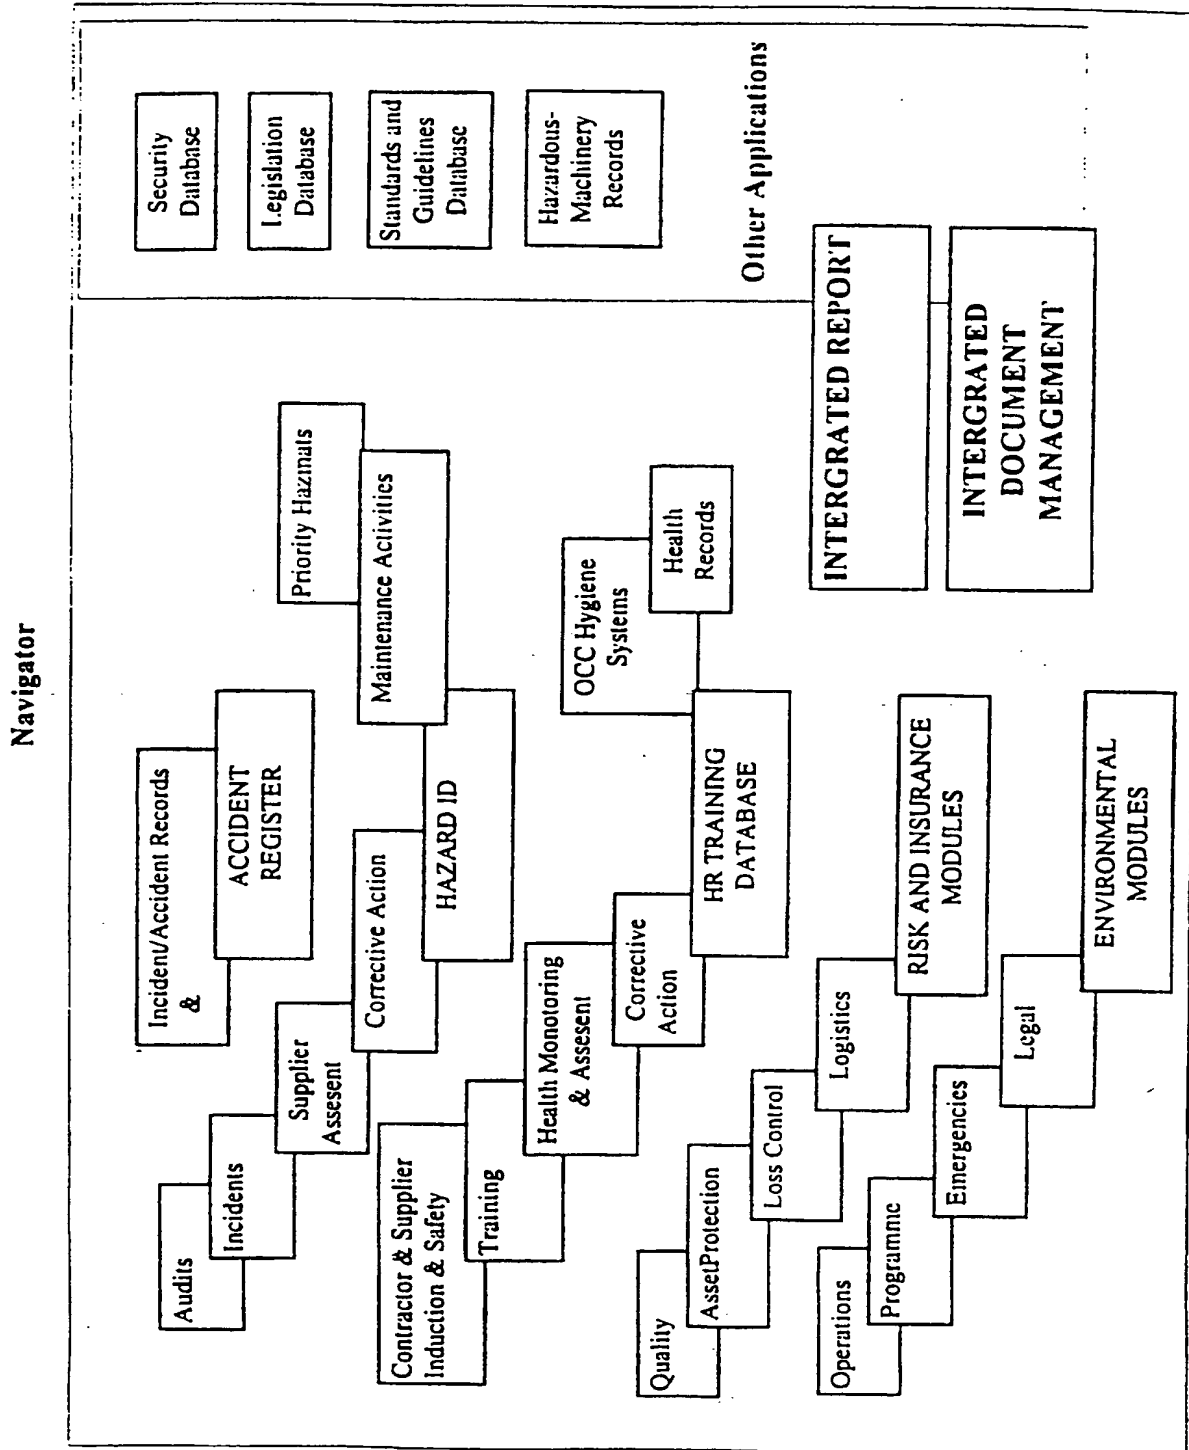 Navigator
Audits
Incidents
Supplier
Assesent
Corrective Action
HAZARD ID
Incident/Accident Records
&
ACCIDENT
REGISTER
Priority Hazmats
Maintenance Activities
Contractor & Supplier
Induction & Safety
Training
Health Monotoring
& Assesent
Corrective
Action
HR TRAINING
DATABASE
OCC Hygiene
Systems
Health
Records
Quality
AssetProtection
Loss Control
Logistics
RISK AND INSURANCE
MODULES
Operations
Programme
Emergencies
Legal
ENVIRONMENTAL
MODULES
Security
Database
Legislation
Database
Standards and
Guidelines
Database
Hazardous-
Machinery
Records
Other Applications
INTERGRATED REPORT
INTERGRATED
DOCUMENT
MANAGEMENT